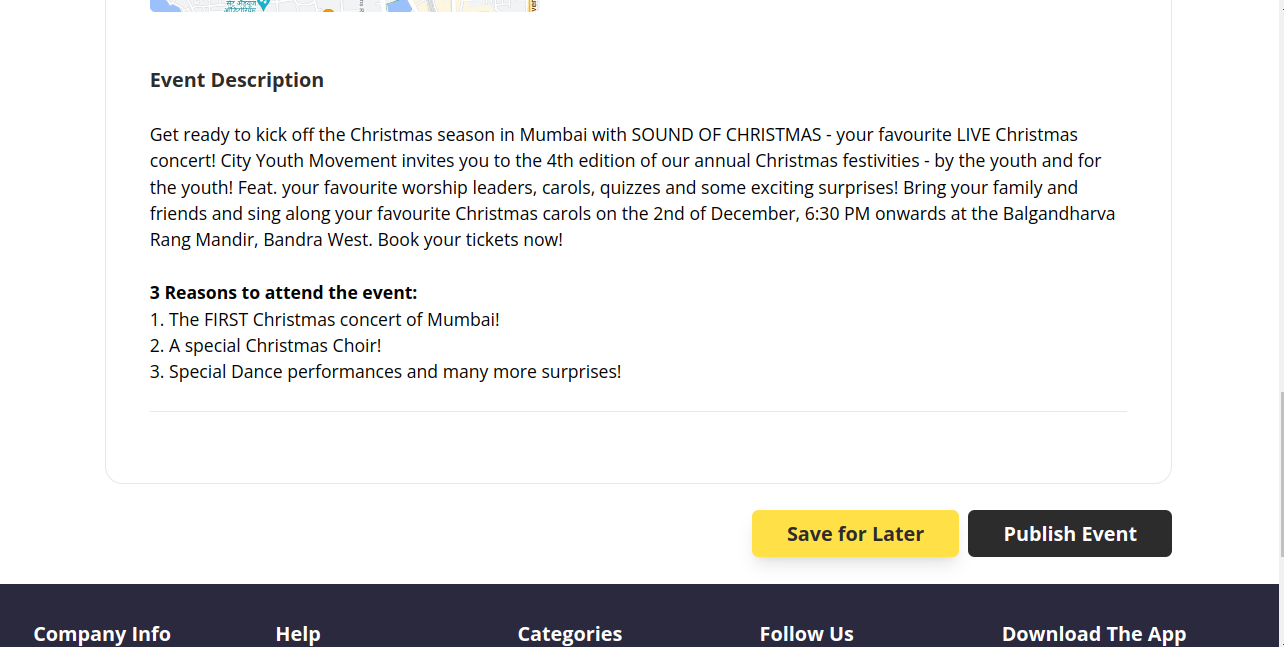 Event Description
Get ready to kick off the Christmas season in Mumbai with SOUND OF CHRISTMAS - your favourite LIVE Christmas
concert! City Youth Movement invites you to the 4th edition of our annual Christmas festivities - by the youth and for
the youth! Feat. your favourite worship leaders, carols, quizzes and some exciting surprises! Bring your family and
friends and sing along your favourite Christmas carols on the 2nd of December, 6:30 PM onwards at the Balgandharva
Rang Mandir, Bandra West. Book your tickets now!
3 Reasons to attend the event:
1. The FIRST Christmas concert of Mumbai!
2. A special Christmas Choir!
3. Special Dance performances and many more surprises!
Save for Later
Publish Event
Company Info
Help
Categories
Follow Us
Download The App